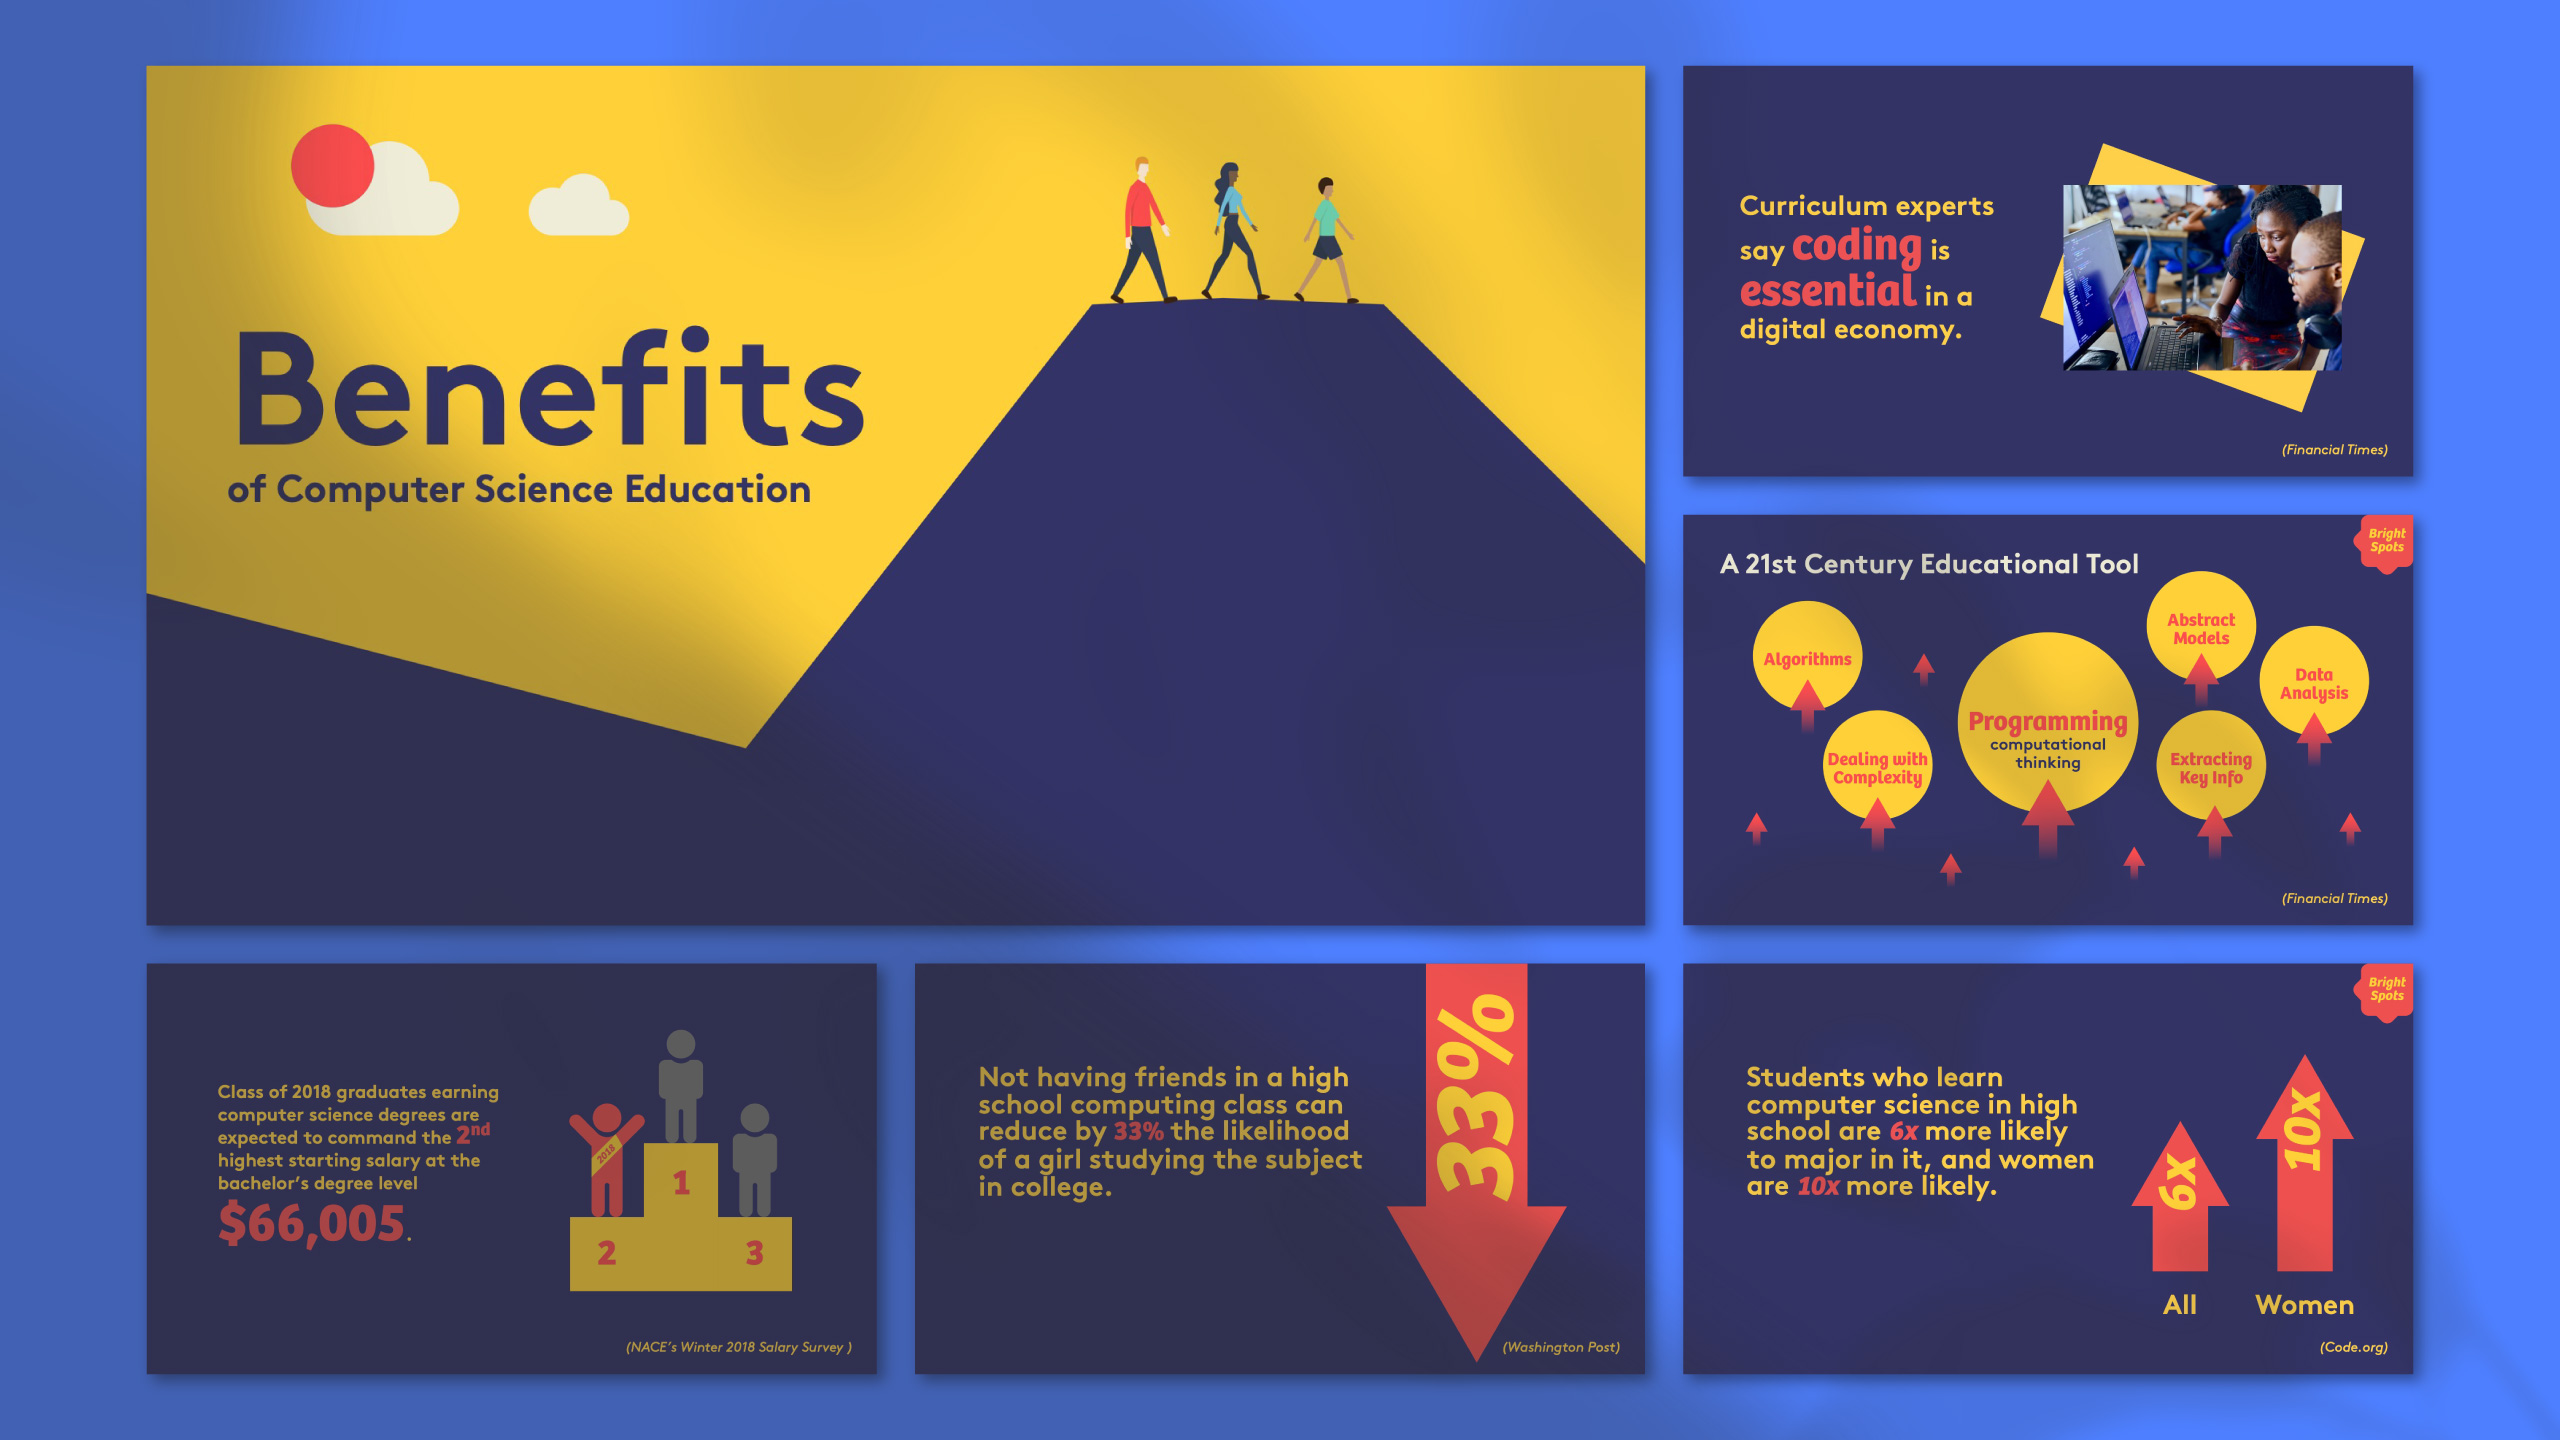 Benefits
of Computer Science Education
Curriculum experts
say coding is
essential in a
digital economy.
(Financial Times)
Bright
Spots
A 21st Century Educational Tool
Algorithms
Dealing with
Complexity
Programming
computational
thinking
Abstract
Models
Data
Analysis
Extracting
Key Info
(Financial Times)
Class of 2018 graduates earning
computer science degrees are
expected to command the 2nd
highest starting salary at the
bachelor's degree level
$66,005.
2018
1
2
3
(NACE's Winter 2018 Salary Survey )
Not having friends in a high
school computing class can
reduce by 33% the likelihood
of a girl studying the subject
in college.
33%
(Washington Post)
Bright
Spots
Students who learn
computer science in high
school are 6x more likely
to major in it, and women
are 10x more likely.
6x
10x
All
Women
(Code.org)